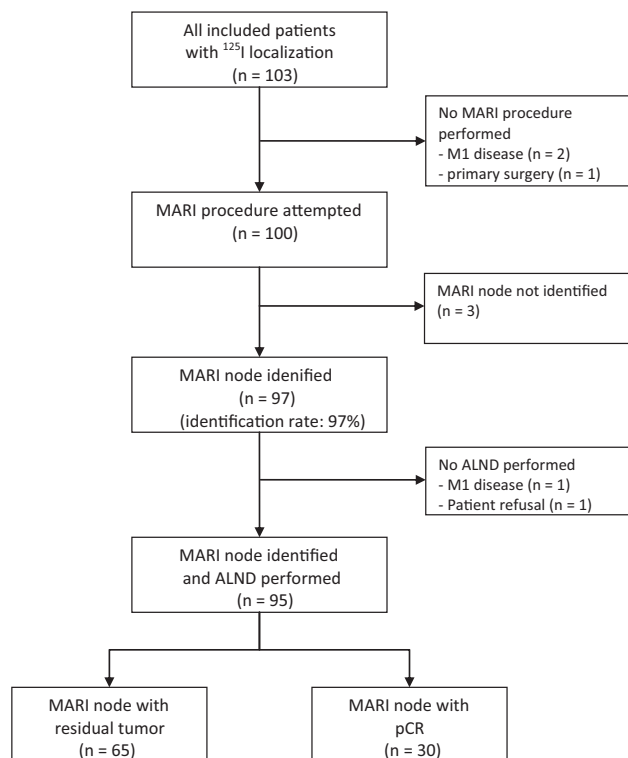 All included patients
with ¹²⁵I localization
(n = 103)
No MARI procedure
performed
- M1 disease (n = 2)
- primary surgery (n = 1)
MARI procedure attempted
(n = 100)
MARI node not identified
(n = 3)
MARI node idenified
(n = 97)
(identification rate: 97%)
No ALND performed
- M1 disease (n = 1)
- Patient refusal (n = 1)
MARI node identified
and ALND performed
(n = 95)
MARI node with
residual tumor
(n = 65)
MARI node with
pCR
(n = 30)